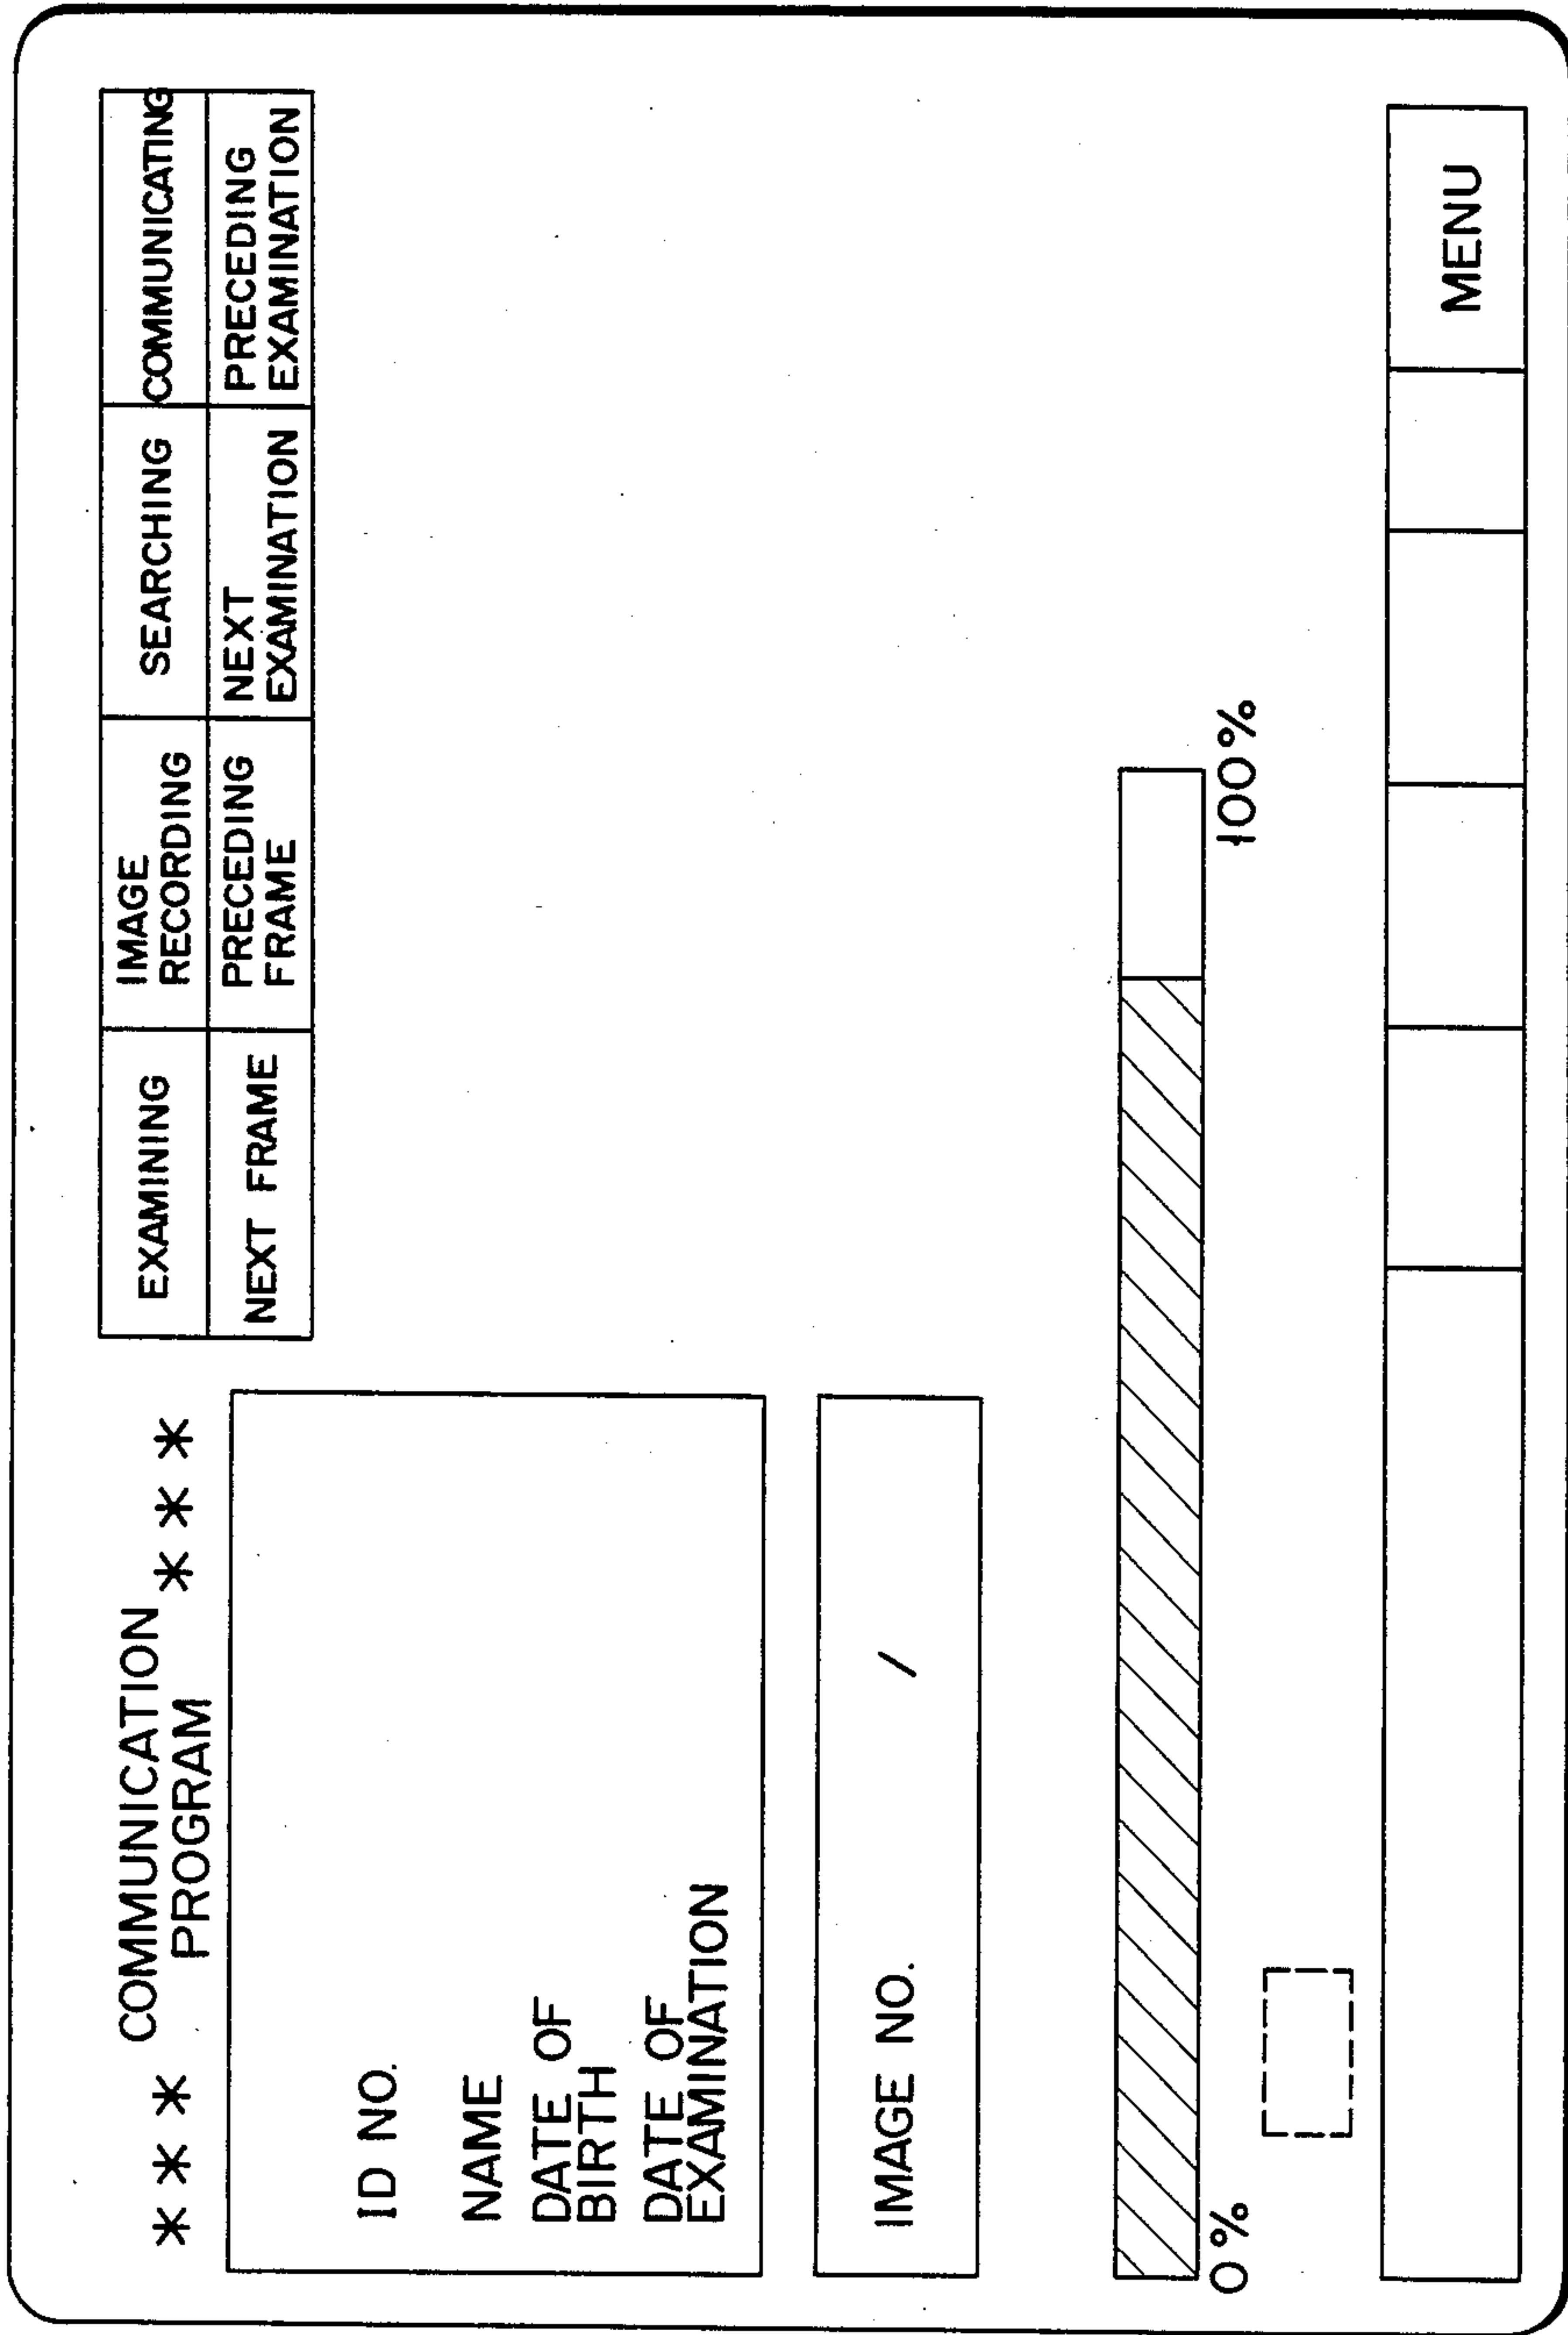 *** COMMUNICATION PROGRAM ***
EXAMINING
IMAGE
RECORDING
SEARCHING
COMMUNICATING
NEXT FRAME
PRECEDING
FRAME
NEXT
EXAMINATION
PRECEDING
EXAMINATION
ID NO.
NAME
DATE OF
BIRTH
DATE OF
EXAMINATION
IMAGE NO. /
0%
100%
MENU